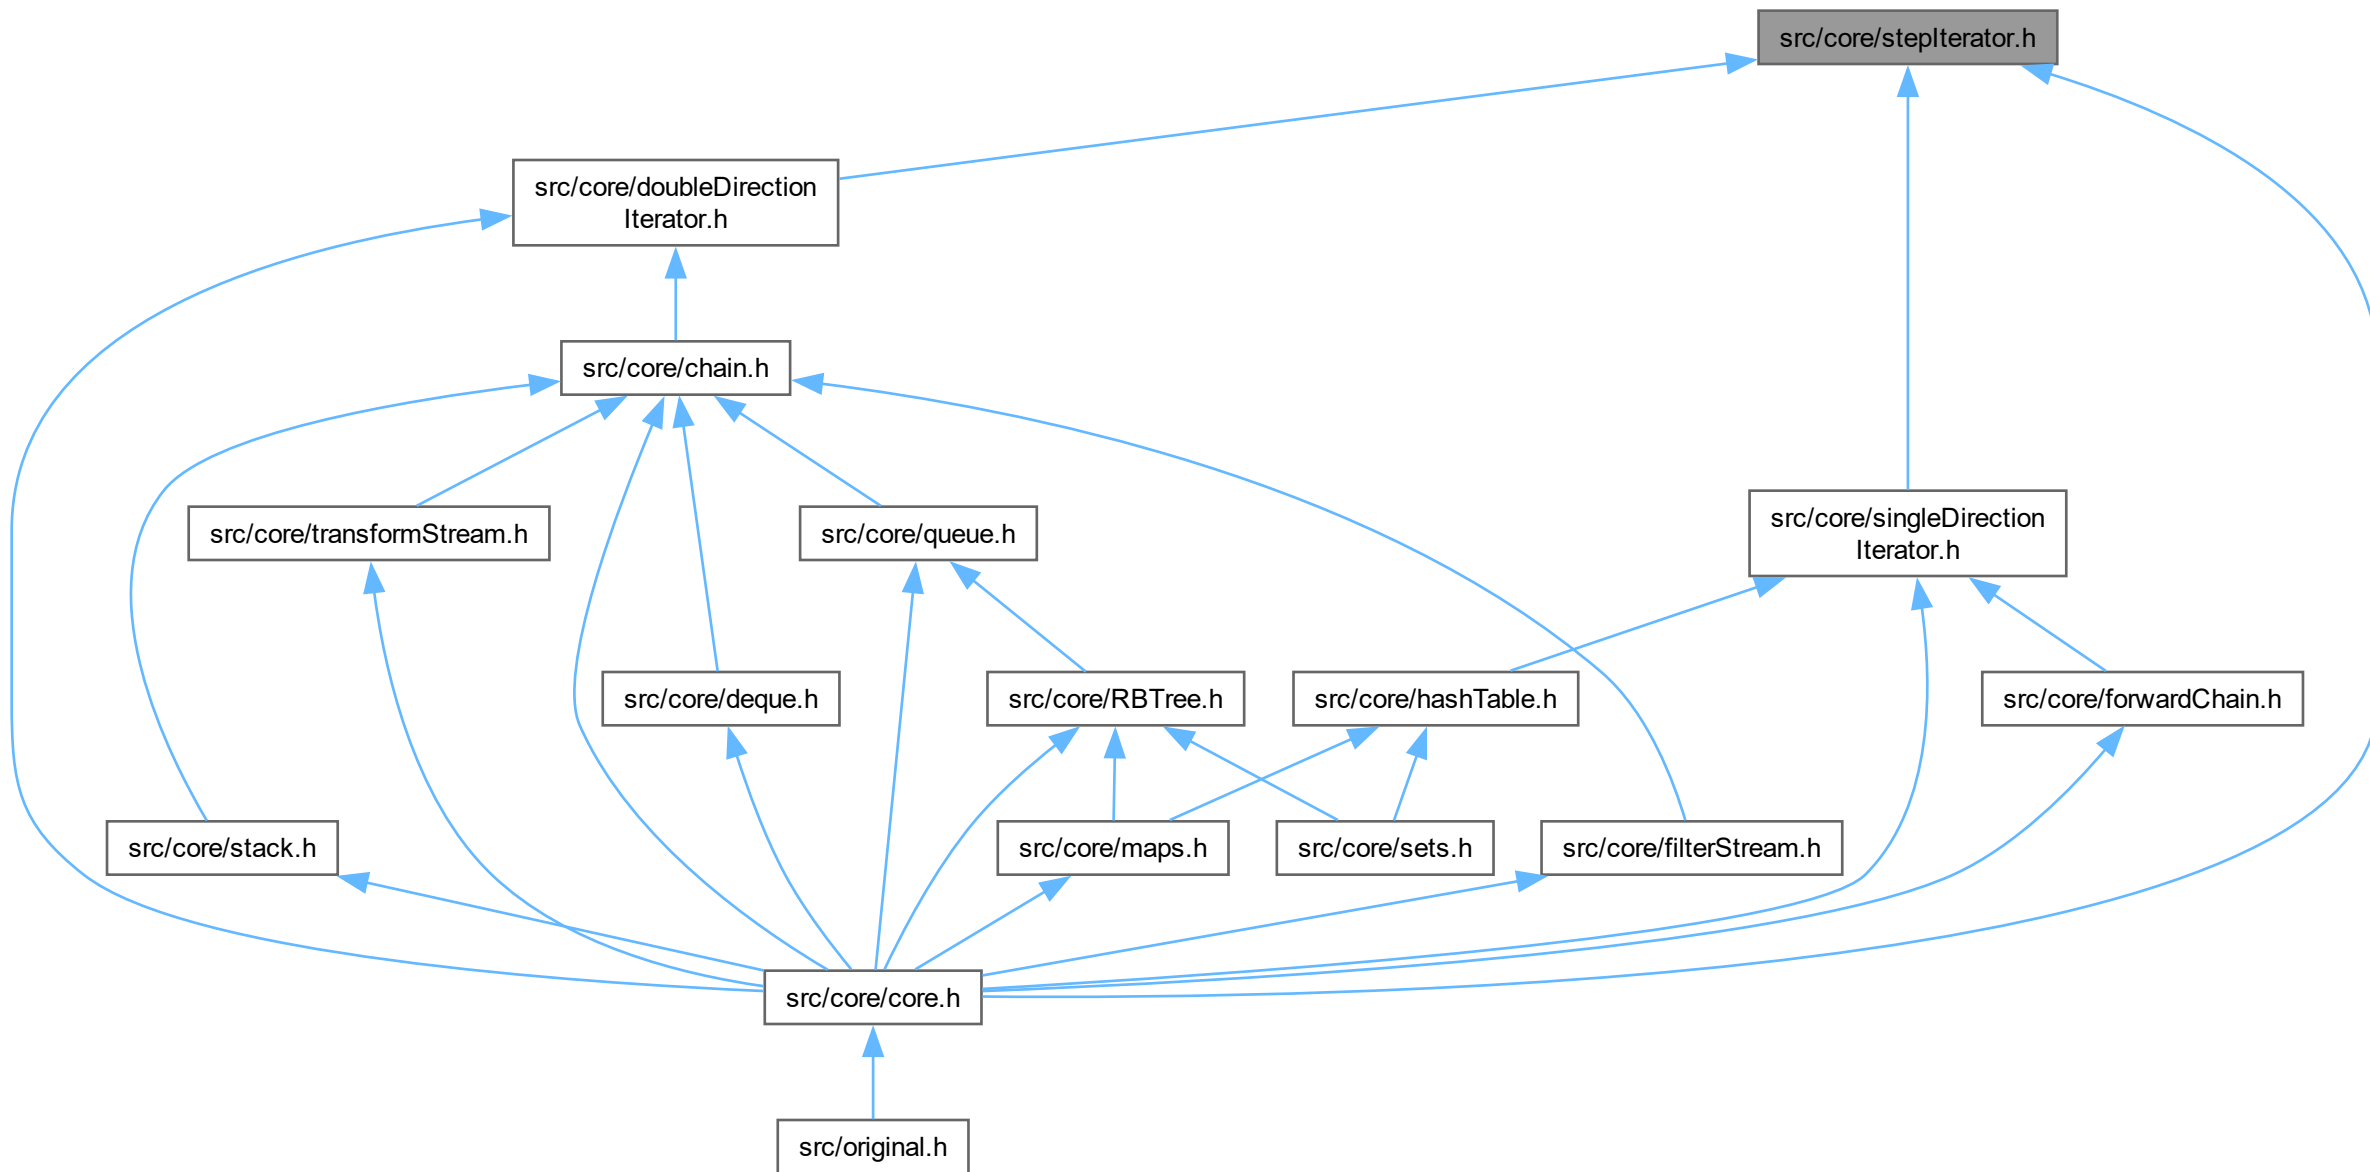 src/core/stepIterator.h
src/core/doubleDirection
Iterator.h
src/core/chain.h
src/core/transformStream.h
src/core/queue.h
src/core/singleDirection
Iterator.h
src/core/deque.h
src/core/RBTree.h
src/core/hashTable.h
src/core/forwardChain.h
src/core/stack.h
src/core/maps.h
src/core/sets.h
src/core/filterStream.h
src/core/core.h
src/original.h